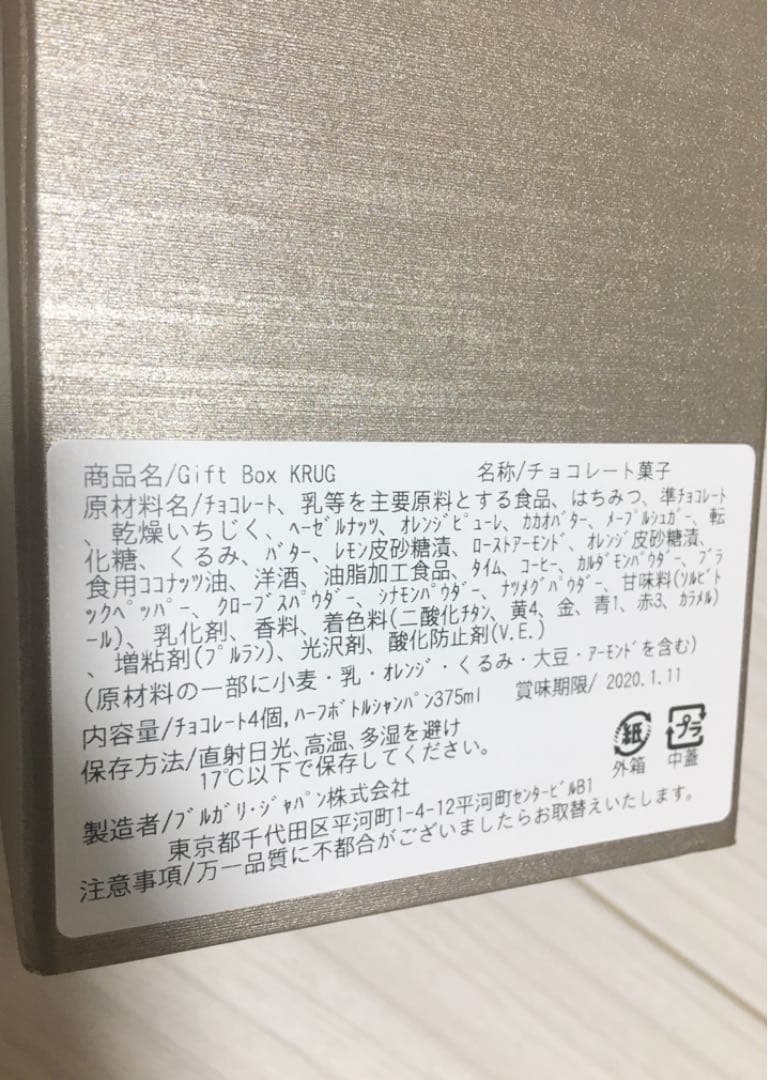 商品名/Gift Box KRUG 名称/チョコレート菓子
原材料名/ﾁｮｺﾚｰﾄ、乳等を主要原料とする食品、はちみつ、準ﾁｮｺﾚｰﾄ
、乾燥いちじく、ﾍｰｾﾞﾙﾅｯﾂ、ｵﾚﾝｼﾞﾋﾟｭｰﾚ、ｶｶｵﾊﾞﾀｰ、ﾒｰﾌﾟﾙｼｭｶﾞｰ、転
化糖、くるみ、ﾊﾞﾀｰ、ﾚﾓﾝ皮砂糖漬、ﾛｰｽﾄｱｰﾓﾝﾄﾞ、ｵﾚﾝｼﾞ皮砂糖漬、
食用ココナッツ油、洋酒、油脂加工食品、ﾀｲﾑ、ｺｰﾋｰ、ｶﾙﾀﾞﾓﾝﾊﾟｳﾀﾞｰ、ﾌﾞﾗ
ｯｸﾍﾟｯﾊﾟｰ、ｸﾛｰﾌﾞｽﾊﾟｳﾀﾞｰ、ｼﾅﾓﾝﾊﾟｳﾀﾞｰ、ﾅﾂﾒｸﾞﾊﾟｳﾀﾞｰ、甘味料(ｿﾙﾋﾞﾄ
ｰﾙ)、乳化剤、香料、着色料(二酸化ﾁﾀﾝ、黄4、金、青1、赤3、ｶﾗﾒﾙ)
、増粘剤(ﾌﾟﾙﾗﾝ)、光沢剤、酸化防止剤(V.E.)
(原材料の一部に小麦・乳・ｵﾚﾝｼﾞ・くるみ・大豆・ｱｰﾓﾝﾄﾞを含む)
内容量/ﾁｮｺﾚｰﾄ4個,ﾊｰﾌﾎﾞﾄﾙｼｬﾝﾊﾟﾝ375ml 賞味期限/ 2020.1.11
保存方法/直射日光、高温、多湿を避け
17℃以下で保存してください。
紙 プラ
外箱 中蓋
製造者/ﾌﾞﾙｶﾞﾘ･ｼﾞｬﾊﾟﾝ株式会社
東京都千代田区平河町1-4-12平河町ｾﾝﾀｰﾋﾞﾙB1
注意事項/万一品質に不都合がございましたらお取替えいたします。